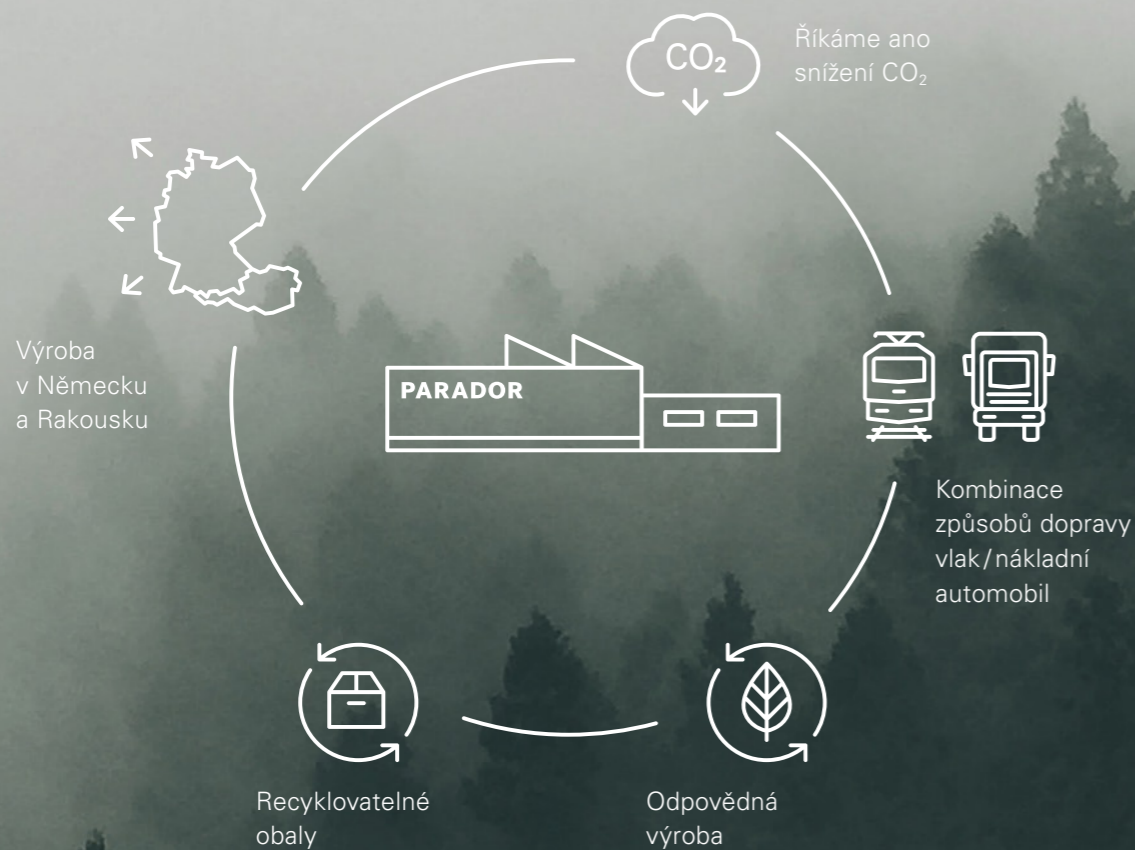 CO₂
Říkáme ano
snížení CO₂
Výroba
v Německu
a Rakousku
PARADOR
Kombinace
způsobů dopravy
vlak/nákladní
automobil
Recyklovatelné
obaly
Odpovědná
výroba